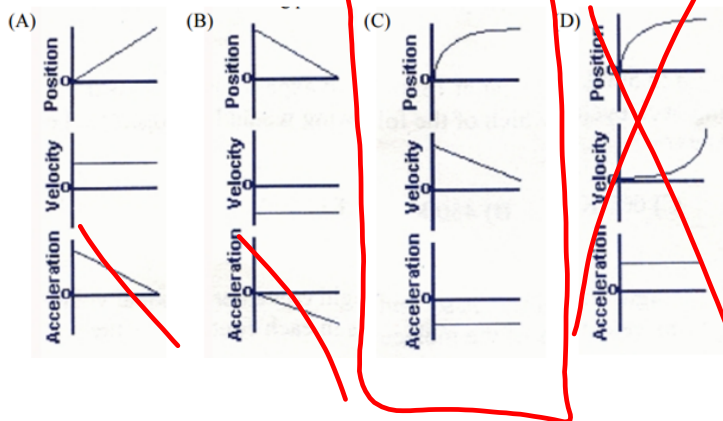 (A) (B) (C) (D)
Position Position Position Position
0 0 0 0
Velocity Velocity Velocity Velocity
0 0 0 0
Acceleration Acceleration Acceleration Acceleration
0 0 0 0